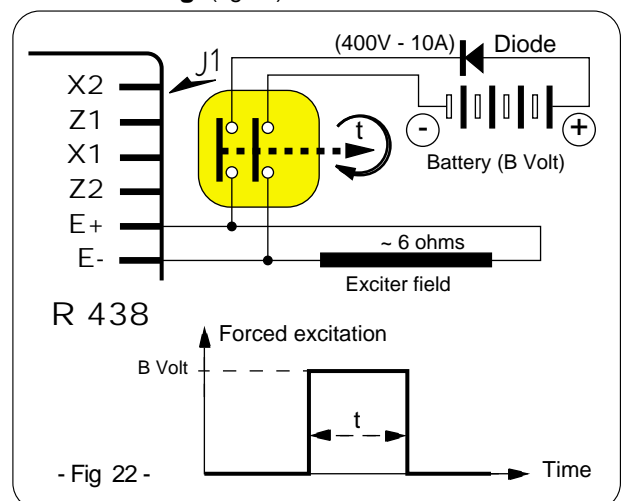 (400V - 10A) Diode
J1
X2
Z1
X1
Z2
E+
E-
t
-
+
Battery (B Volt)
~ 6 ohms
Exciter field
R 438
Forced excitation
B Volt
t
Time
- Fig 22 -